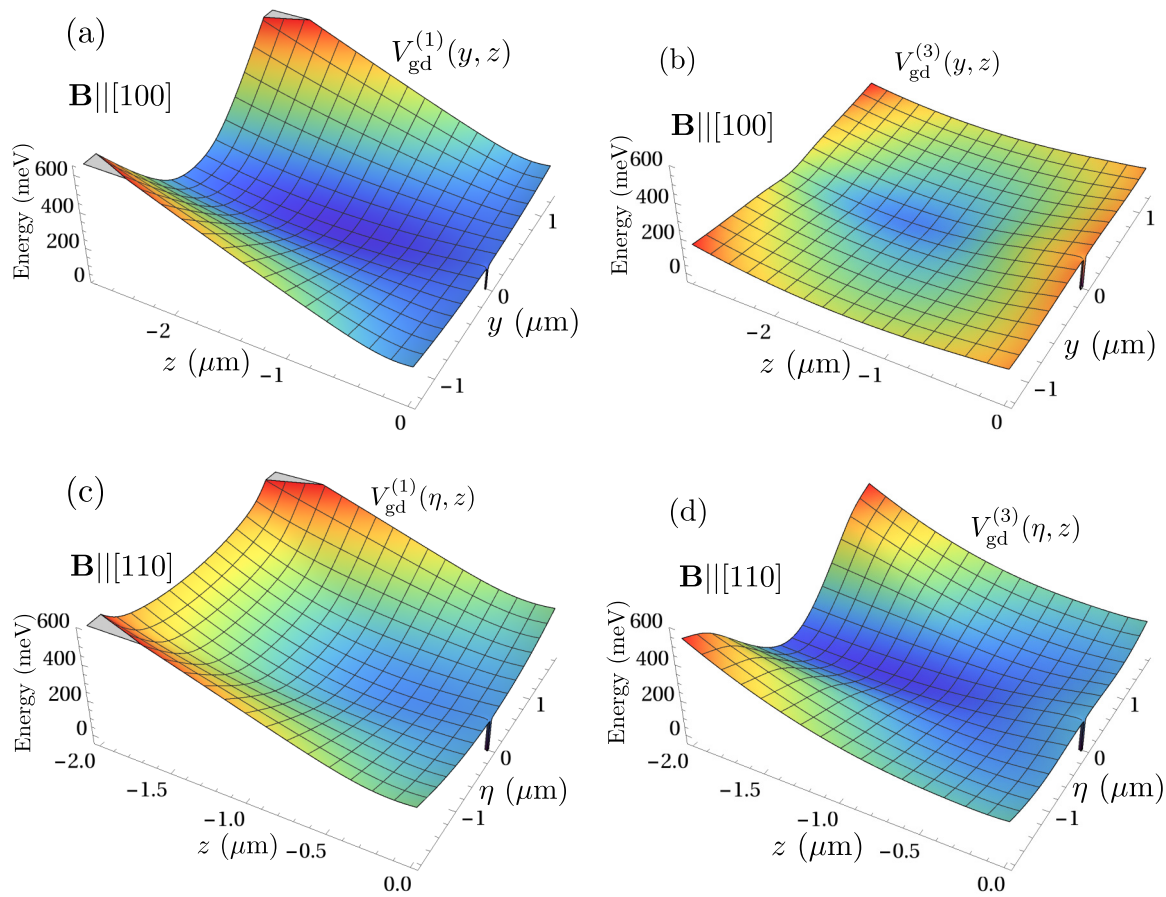 (a)
V_gd^(1)(y, z)
B||[100]
Energy (meV)
600
400
200
0
−2
−1
0
z (μm)
−1
0
1
y (μm)
(b)
V_gd^(3)(y, z)
B||[100]
Energy (meV)
600
400
200
0
−2
−1
0
z (μm)
−1
0
1
y (μm)
(c)
V_gd^(1)(η, z)
B||[110]
Energy (meV)
600
400
200
0
−2.0
−1.5
−1.0
−0.5
0.0
z (μm)
−1
0
1
η (μm)
(d)
V_gd^(3)(η, z)
B||[110]
Energy (meV)
600
400
200
0
−2.0
−1.5
−1.0
−0.5
0.0
z (μm)
−1
0
1
η (μm)